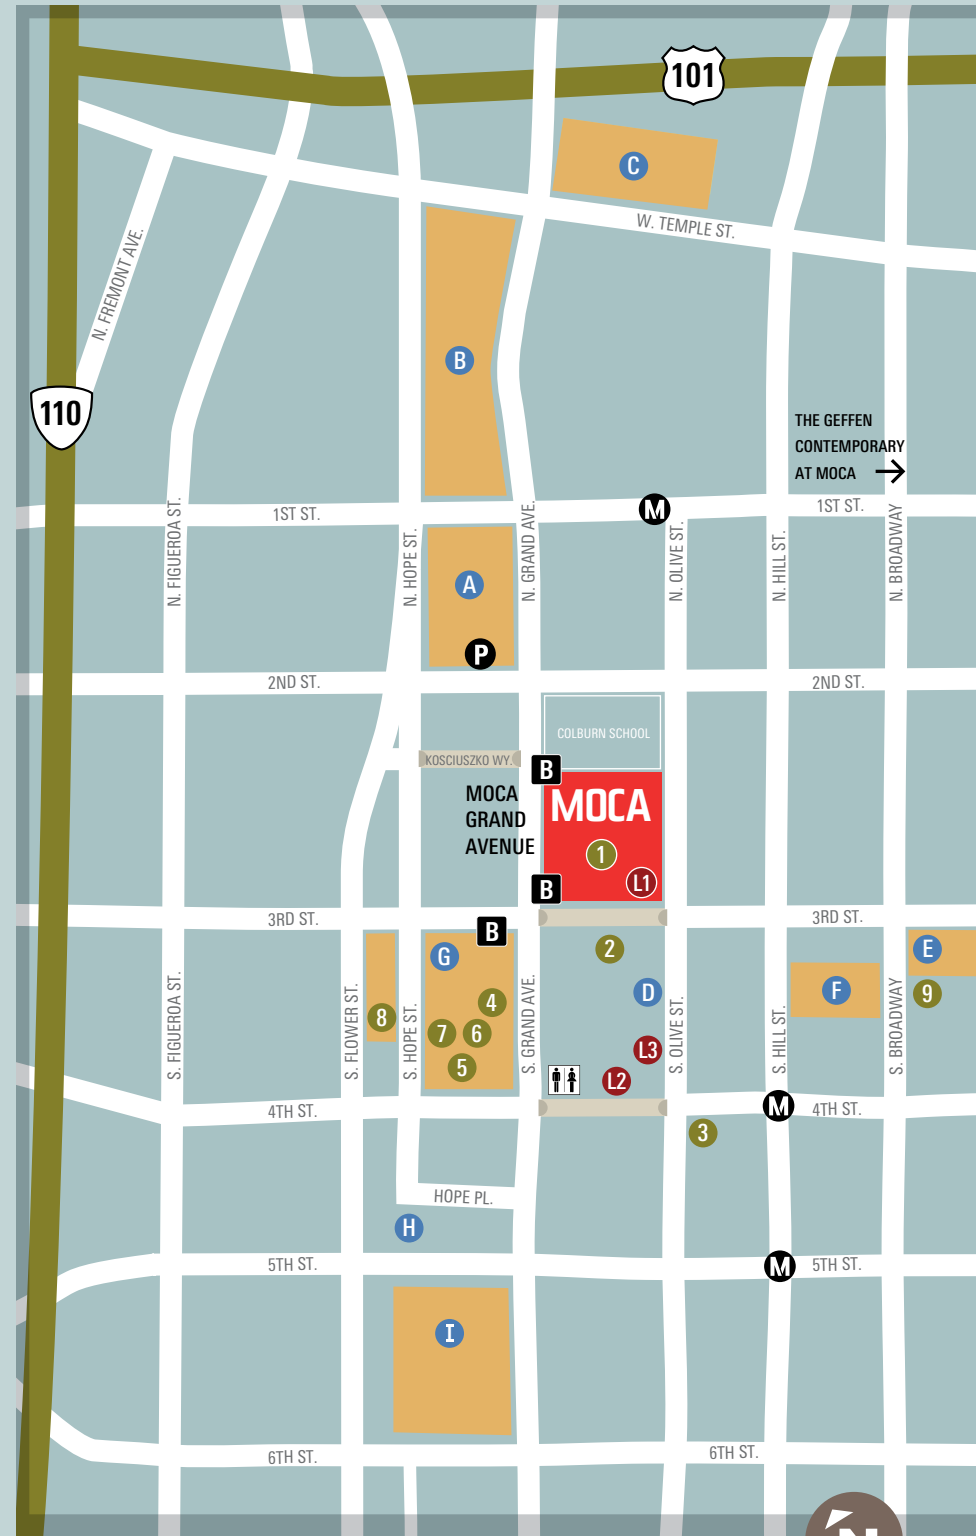 101
C
W. TEMPLE ST.
N. FREMONT AVE.
B
110
THE GEFFEN
CONTEMPORARY
AT MOCA
1ST ST.
M
1ST ST.
N. FIGUEROA ST.
N. HOPE ST.
N. GRAND AVE.
N. OLIVE ST.
N. HILL ST.
N. BROADWAY
A
P
2ND ST.
2ND ST.
COLBURN SCHOOL
KOSCIUSZKO WY.
B
MOCA
GRAND
AVENUE
MOCA
1
L1
B
3RD ST.
3RD ST.
B
G
2
E
D
F
9
4
8
7
6
5
S. FIGUEROA ST.
S. FLOWER ST.
S. HOPE ST.
S. GRAND AVE.
S. OLIVE ST.
S. HILL ST.
S. BROADWAY
L3
L2
4TH ST.
M
4TH ST.
3
HOPE PL.
H
5TH ST.
M
5TH ST.
I
6TH ST.
6TH ST.
N